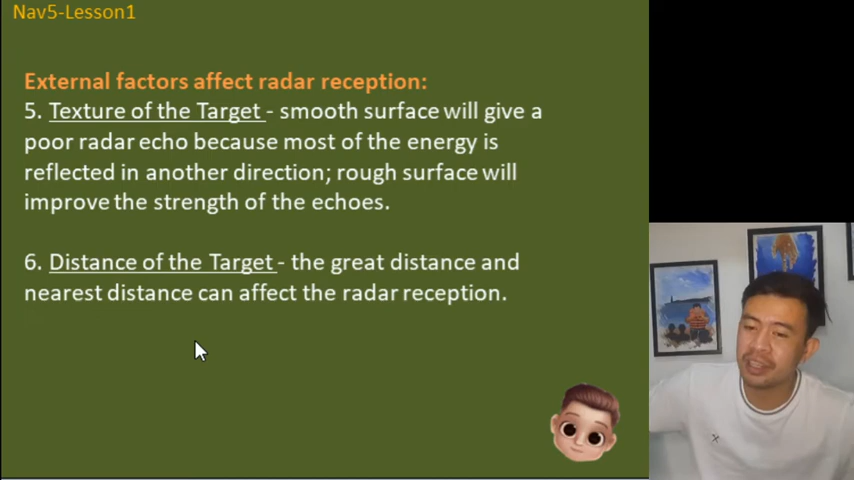 Nav5-Lesson1
External factors affect radar reception:
5. Texture of the Target - smooth surface will give a
poor radar echo because most of the energy is
reflected in another direction; rough surface will
improve the strength of the echoes.
6. Distance of the Target - the great distance and
nearest distance can affect the radar reception.